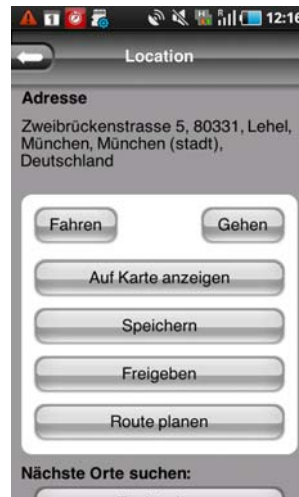 12:16
Location
Adresse
Zweibrückenstrasse 5, 80331, Lehel,
München, München (stadt),
Deutschland
Fahren
Gehen
Auf Karte anzeigen
Speichern
Freigeben
Route planen
Nächste Orte suchen: